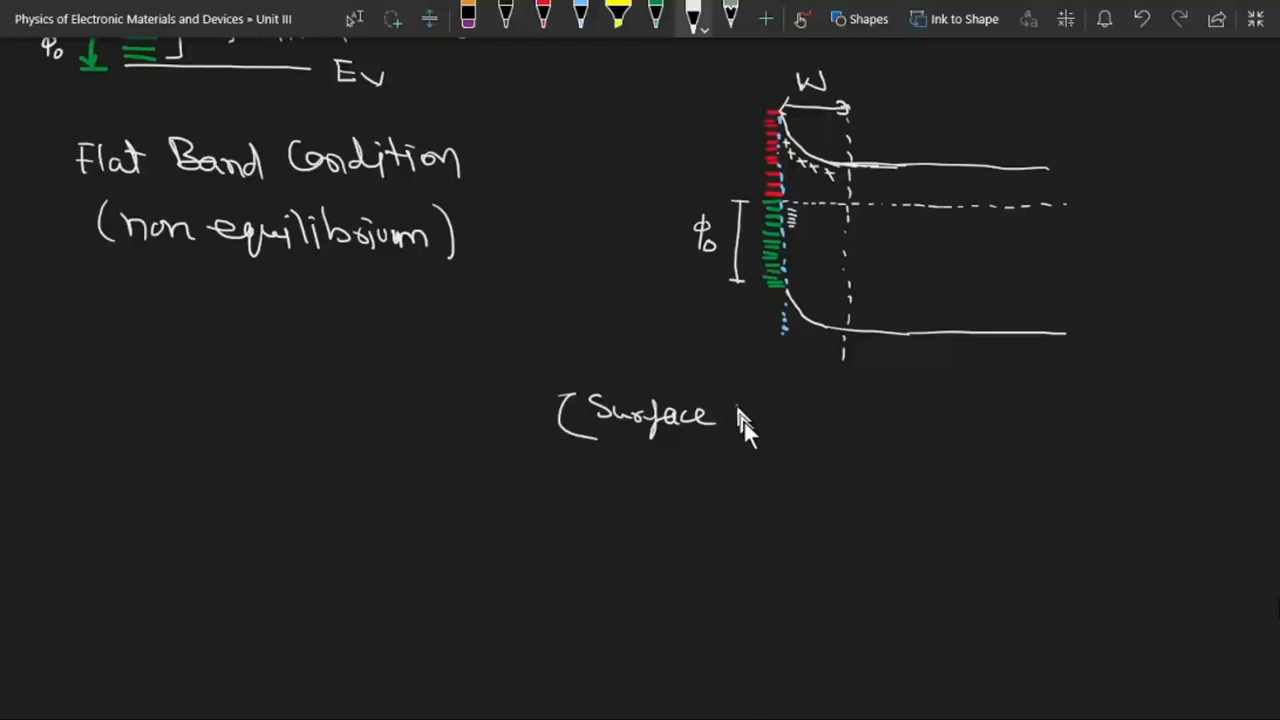 Physics of Electronic Materials and Devices » Unit III
Shapes
Ink to Shape
φ₀
Ev
W
Flat Band Condition
(non equilibrium)
φ₀
(Surface